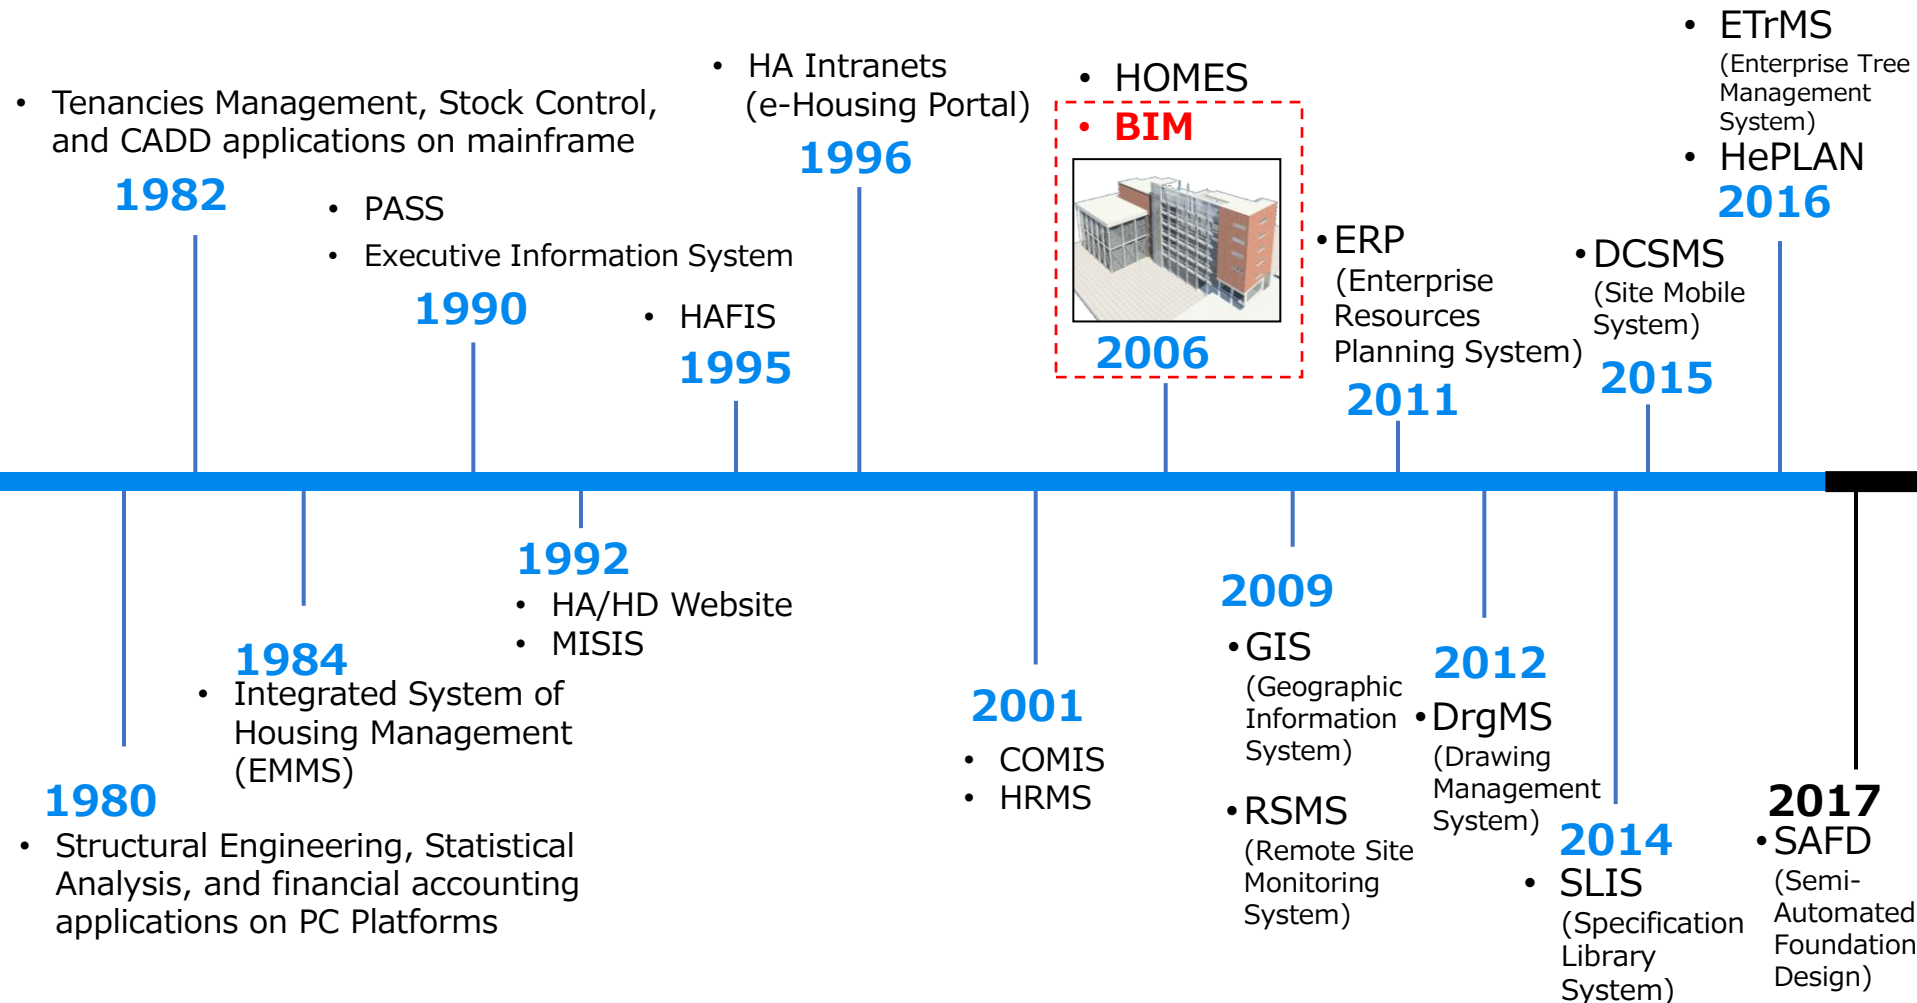 • Tenancies Management, Stock Control,
and CADD applications on mainframe
1982
• PASS
• Executive Information System
1990
• HAFIS
1995
• HA Intranets
(e-Housing Portal)
1996
• HOMES
• BIM
2006
• ERP
(Enterprise
Resources
Planning System)
2011
• DCSMS
(Site Mobile
System)
2015
• ETrMS
(Enterprise Tree
Management
System)
• HePLAN
2016
1980
• Structural Engineering, Statistical
Analysis, and financial accounting
applications on PC Platforms
1984
• Integrated System of
Housing Management
(EMMS)
1992
• HA/HD Website
• MISIS
2001
• COMIS
• HRMS
2009
• GIS
(Geographic
Information
System)
• RSMS
(Remote Site
Monitoring
System)
2012
• DrgMS
(Drawing
Management
System)
2014
• SLIS
(Specification
Library
System)
2017
• SAFD
(Semi-
Automated
Foundation
Design)